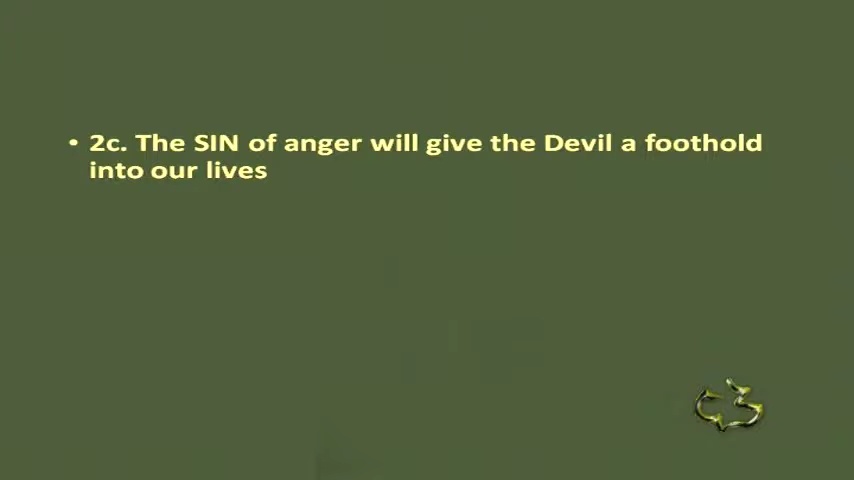 • 2c. The SIN of anger will give the Devil a foothold
into our lives